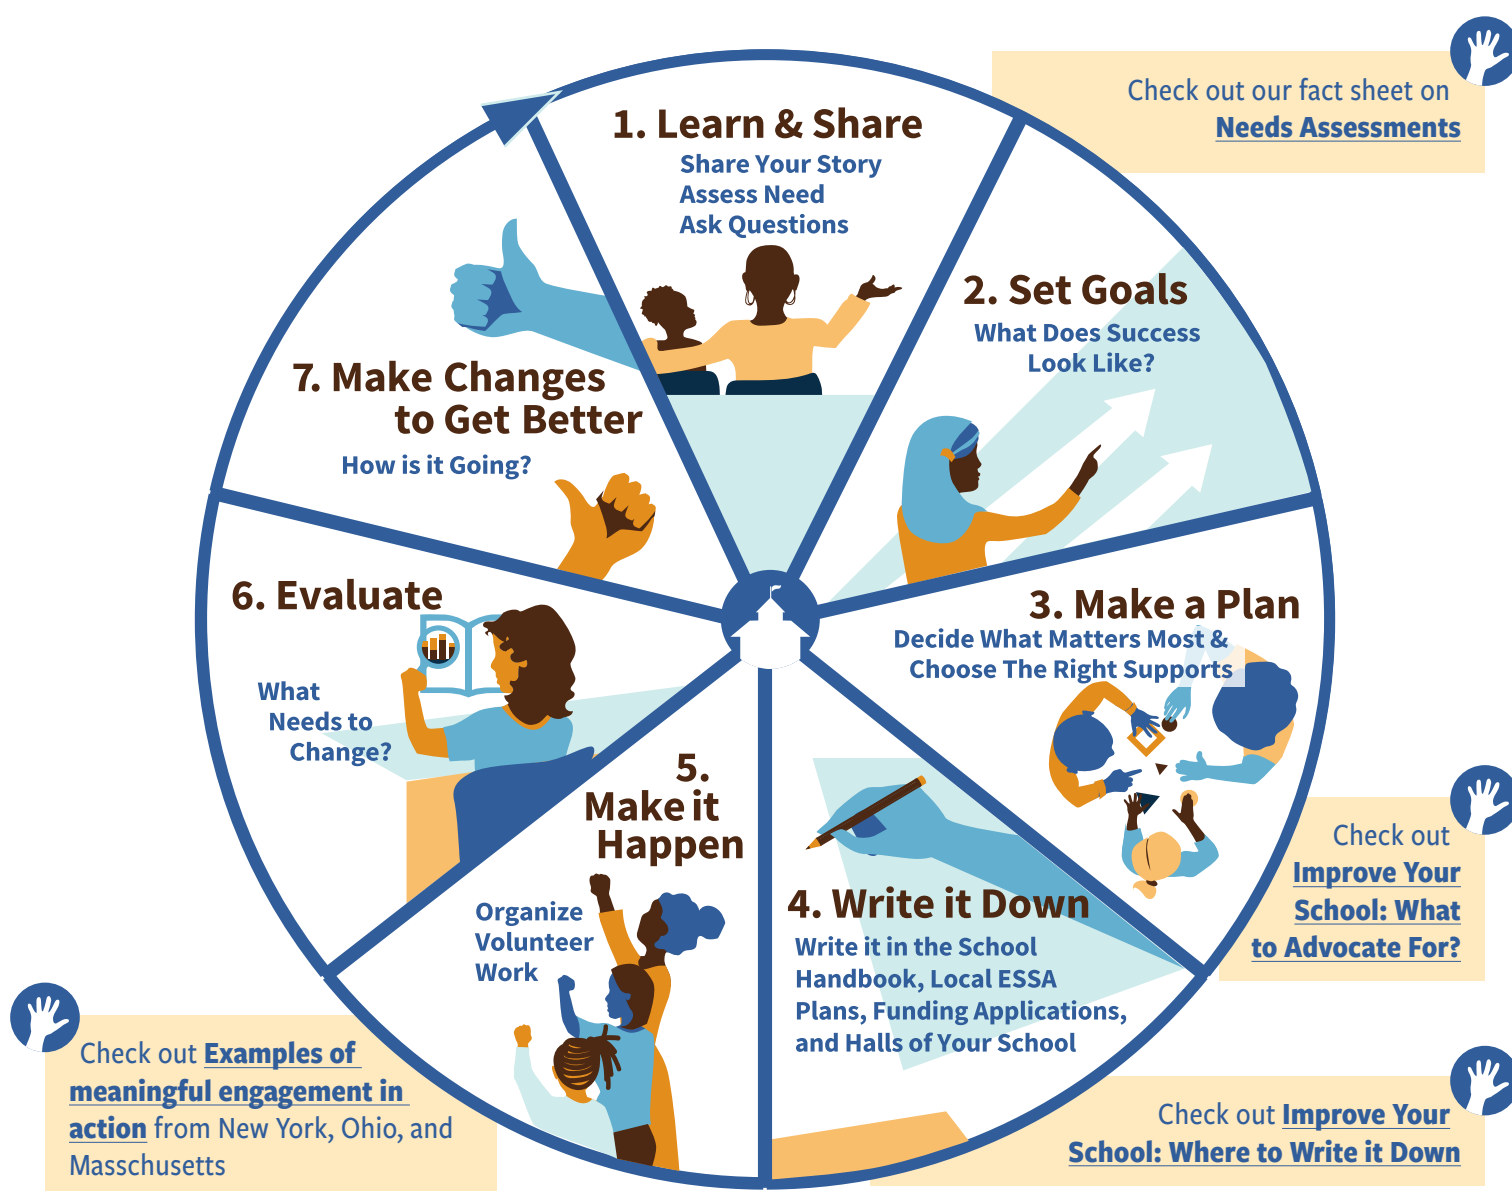 1. Learn & Share
Share Your Story
Assess Need
Ask Questions
Check out our fact sheet on
Needs Assessments
2. Set Goals
What Does Success
Look Like?
3. Make a Plan
Decide What Matters Most &
Choose The Right Supports
Check out
Improve Your
School: What
to Advocate For?
4. Write it Down
Write it in the School
Handbook, Local ESSA
Plans, Funding Applications,
and Halls of Your School
Check out Improve Your
School: Where to Write it Down
5.
Make it
Happen
Organize
Volunteer
Work
Check out Examples of
meaningful engagement in
action from New York, Ohio, and
Masschusetts
6. Evaluate
What
Needs to
Change?
7. Make Changes
to Get Better
How is it Going?